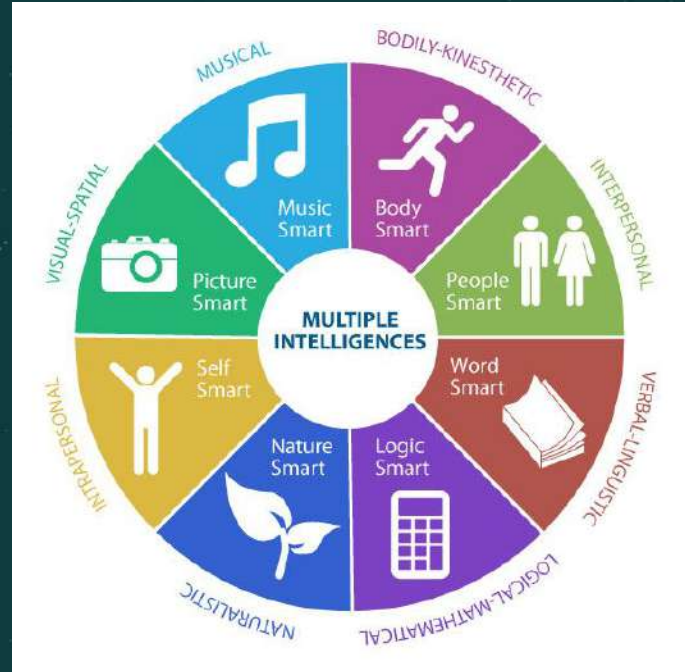 MULTIPLE
INTELLIGENCES
MUSICAL
Music
Smart
BODILY-KINESTHETIC
Body
Smart
INTERPERSONAL
People
Smart
VERBAL-LINGUISTIC
Word
Smart
LOGICAL-MATHEMATICAL
Logic
Smart
NATURALISTIC
Nature
Smart
INTRAPERSONAL
Self
Smart
VISUAL-SPATIAL
Picture
Smart